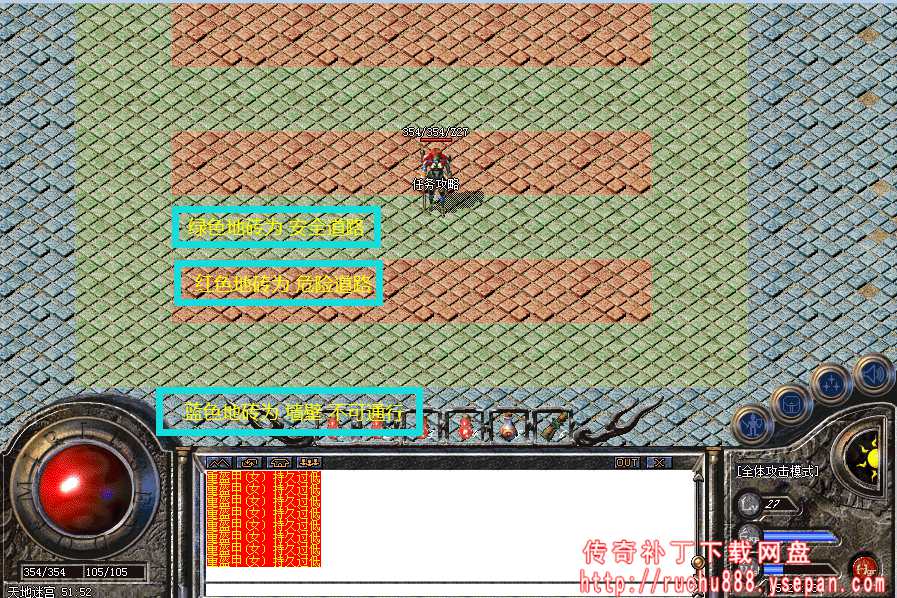 354/354/Z27
任务攻略
绿色地砖为 安全道路
红色地砖为 危险道路
蓝色地砖为 墙壁 不可通行
OUT
[全体攻击模式]
重盔甲(女) 持久过低
重盔甲(女) 持久过低
重盔甲(女) 持久过低
重盔甲(女) 持久过低
重盔甲(女) 持久过低
重盔甲(女) 持久过低
重盔甲(女) 持久过低
重盔甲(女) 持久过低
Lv 27
传奇补丁下载网盘
http://ruchu888.ysepan.com/
354/354
105/105
天地迷宫 51 52